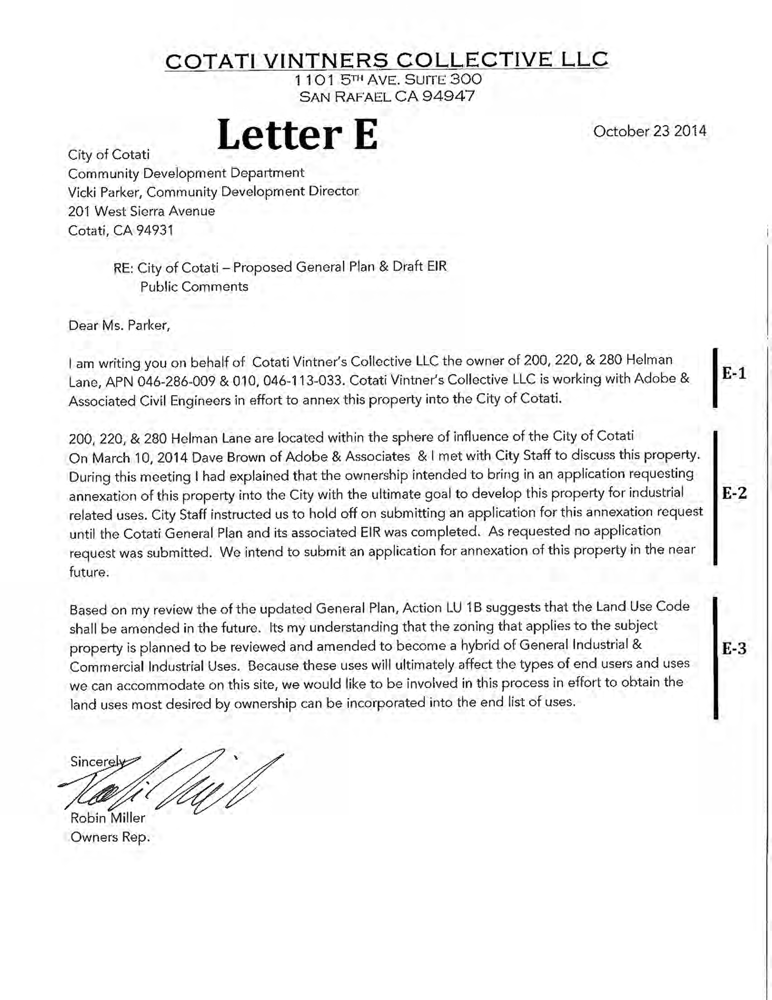 COTATI VINTNERS COLLECTIVE LLC
1101 5TH AVE. SUITE 300
SAN RAFAEL CA 94947
Letter E
October 23 2014
City of Cotati
Community Development Department
Vicki Parker, Community Development Director
201 West Sierra Avenue
Cotati, CA 94931
RE: City of Cotati – Proposed General Plan & Draft EIR
Public Comments
Dear Ms. Parker,
I am writing you on behalf of Cotati Vintner's Collective LLC the owner of 200, 220, & 280 Helman
Lane, APN 046-286-009 & 010, 046-113-033. Cotati Vintner's Collective LLC is working with Adobe &
Associated Civil Engineers in effort to annex this property into the City of Cotati.
E-1
200, 220, & 280 Helman Lane are located within the sphere of influence of the City of Cotati
On March 10, 2014 Dave Brown of Adobe & Associates & I met with City Staff to discuss this property.
During this meeting I had explained that the ownership intended to bring in an application requesting
annexation of this property into the City with the ultimate goal to develop this property for industrial
related uses. City Staff instructed us to hold off on submitting an application for this annexation request
until the Cotati General Plan and its associated EIR was completed. As requested no application
request was submitted. We intend to submit an application for annexation of this property in the near
future.
E-2
Based on my review the of the updated General Plan, Action LU 1B suggests that the Land Use Code
shall be amended in the future. Its my understanding that the zoning that applies to the subject
property is planned to be reviewed and amended to become a hybrid of General Industrial &
Commercial Industrial Uses. Because these uses will ultimately affect the types of end users and uses
we can accommodate on this site, we would like to be involved in this process in effort to obtain the
land uses most desired by ownership can be incorporated into the end list of uses.
E-3
Sincerely
Robin Miller
Owners Rep.